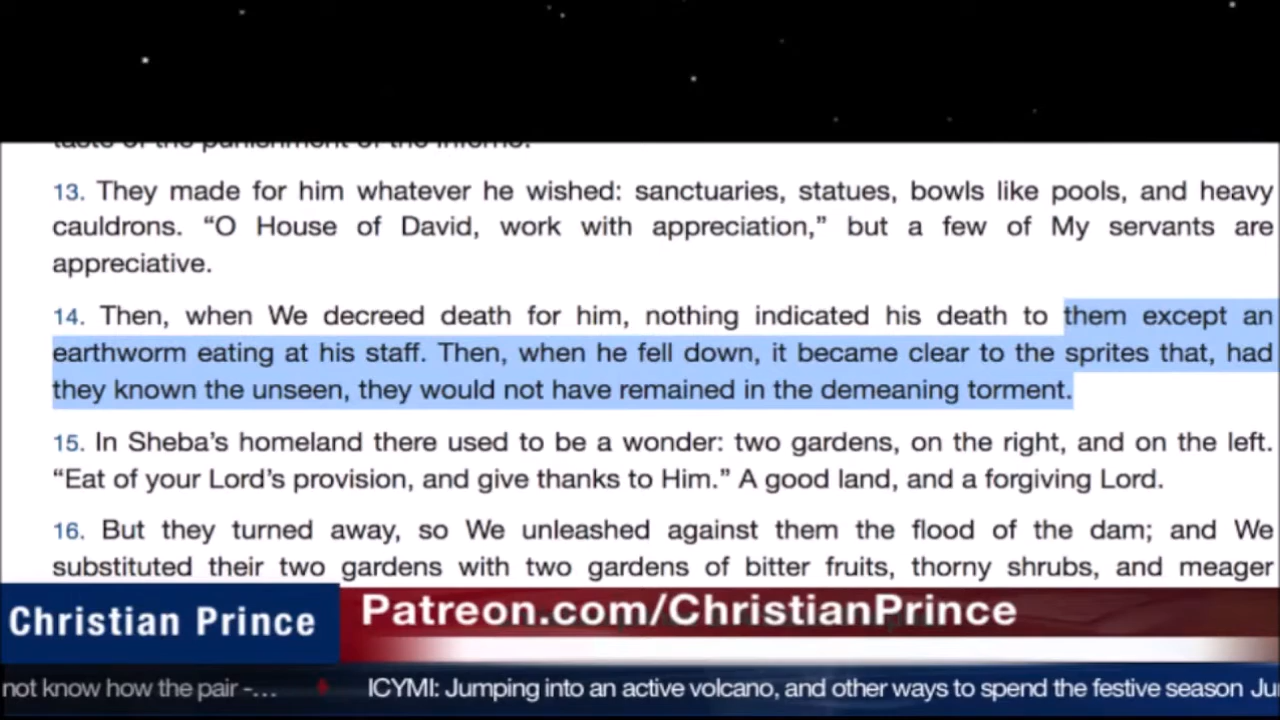 taste of the punishment of the Inferno.
13. They made for him whatever he wished: sanctuaries, statues, bowls like pools, and heavy
cauldrons. “O House of David, work with appreciation,” but a few of My servants are
appreciative.
14. Then, when We decreed death for him, nothing indicated his death to them except an
earthworm eating at his staff. Then, when he fell down, it became clear to the sprites that, had
they known the unseen, they would not have remained in the demeaning torment.
15. In Sheba’s homeland there used to be a wonder: two gardens, on the right, and on the left.
“Eat of your Lord’s provision, and give thanks to Him.” A good land, and a forgiving Lord.
16. But they turned away, so We unleashed against them the flood of the dam; and We
substituted their two gardens with two gardens of bitter fruits, thorny shrubs, and meager
Christian Prince
Patreon.com/ChristianPrince
not know how the pair -... ICYMI: Jumping into an active volcano, and other ways to spend the festive season Ju